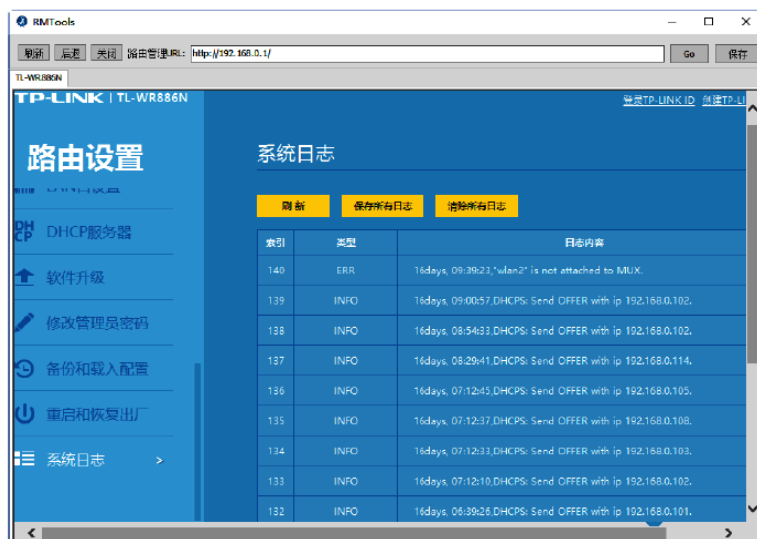 RMTools
刷新 后退 关闭 路由管理URL: http://192.168.0.1/ Go 保存
TL-WR886N
TP-LINK | TL-WR886N 登录TP-LINK ID 创建TP-LI
路由设置
系统日志
LAN口设置
刷 新 保存所有日志 清除所有日志
DHCP服务器
软件升级
修改管理员密码
备份和载入配置
重启和恢复出厂
系统日志 >
索引 类型 日志内容
140 ERR 16days, 09:39:23,"wlan2" is not attached to MUX.
139 INFO 16days, 09:00:57,DHCPS: Send OFFER with ip 192.168.0.102.
138 INFO 16days, 08:54:33,DHCPS: Send OFFER with ip 192.168.0.102.
137 INFO 16days, 08:29:41,DHCPS: Send OFFER with ip 192.168.0.114.
136 INFO 16days, 07:12:45,DHCPS: Send OFFER with ip 192.168.0.105.
135 INFO 16days, 07:12:37,DHCPS: Send OFFER with ip 192.168.0.108.
134 INFO 16days, 07:12:33,DHCPS: Send OFFER with ip 192.168.0.103.
133 INFO 16days, 07:12:10,DHCPS: Send OFFER with ip 192.168.0.102.
132 INFO 16days, 06:39:26,DHCPS: Send OFFER with ip 192.168.0.101.